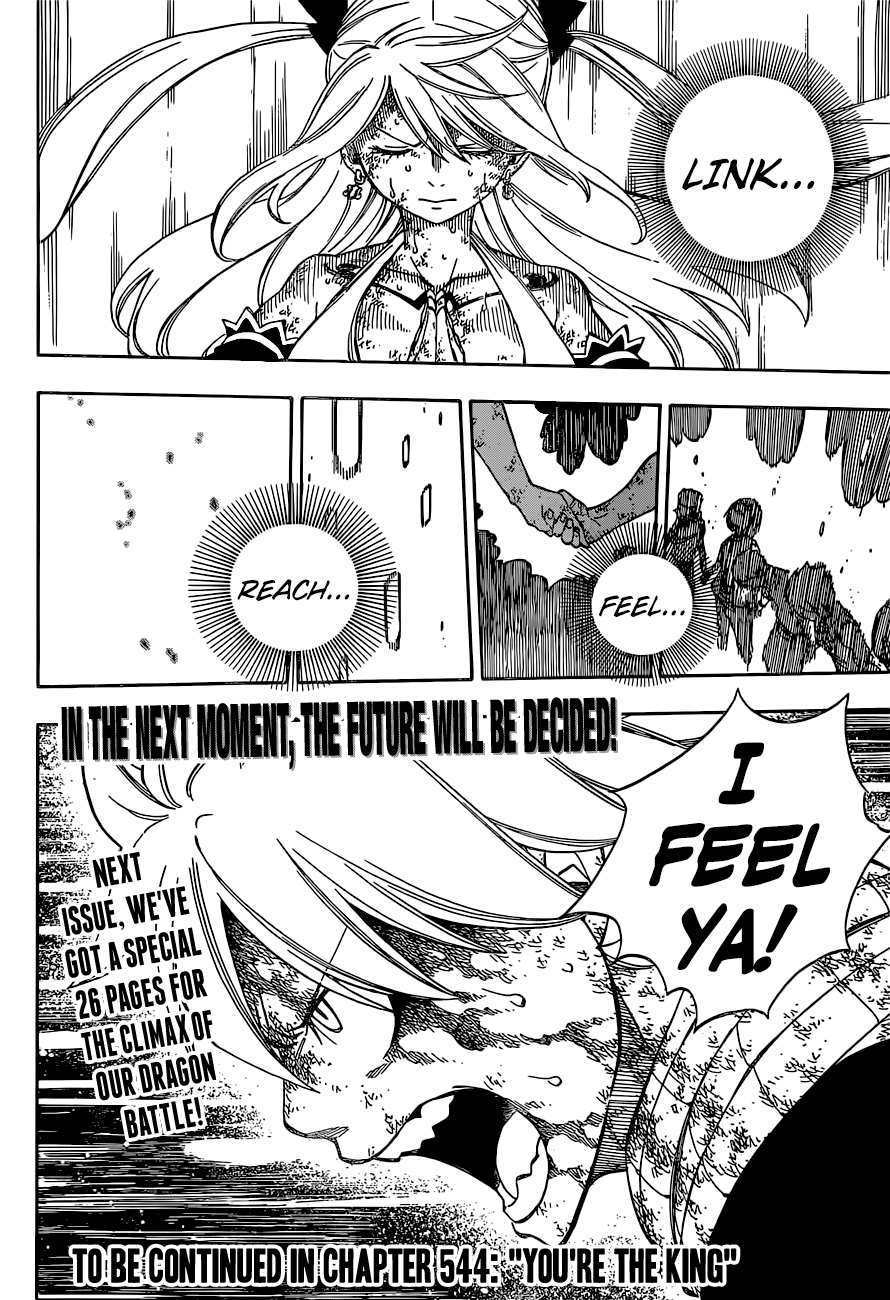 LINK...
FEEL...
REACH...
IN THE NEXT MOMENT, THE FUTURE WILL BE DECIDED!
I
FEEL
YA!
NEXT
ISSUE, WE'VE
GOT A SPECIAL
26 PAGES FOR
THE CLIMAX OF
OUR DRAGON
BATTLE!
TO BE CONTINUED IN CHAPTER 544: "YOU'RE THE KING"